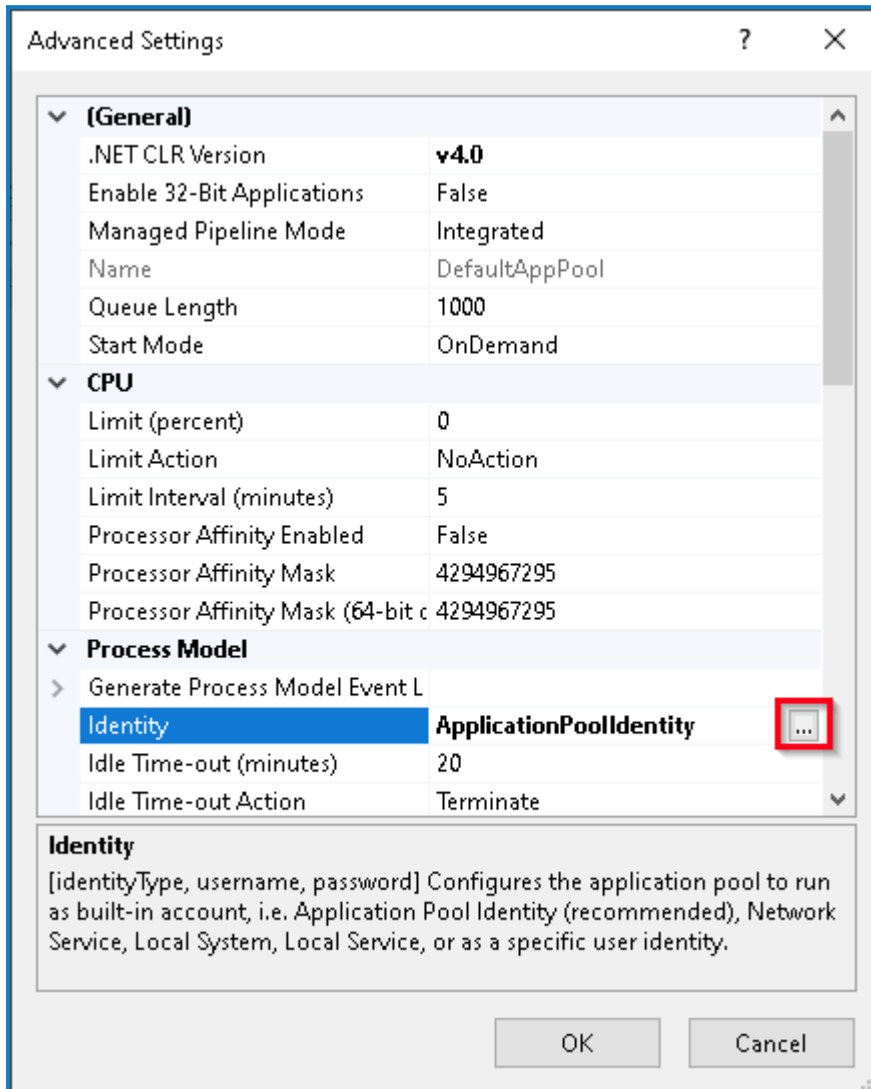 Advanced Settings ?
(General)
.NET CLR Version v4.0
Enable 32-Bit Applications False
Managed Pipeline Mode Integrated
Name DefaultAppPool
Queue Length 1000
Start Mode OnDemand
CPU
Limit (percent) 0
Limit Action NoAction
Limit Interval (minutes) 5
Processor Affinity Enabled False
Processor Affinity Mask 4294967295
Processor Affinity Mask (64-bit c 4294967295
Process Model
Generate Process Model Event L
Identity ApplicationPoolIdentity ...
Idle Time-out (minutes) 20
Idle Time-out Action Terminate
Identity
[identityType, username, password] Configures the application pool to run
as built-in account, i.e. Application Pool Identity (recommended), Network
Service, Local System, Local Service, or as a specific user identity.
OK Cancel